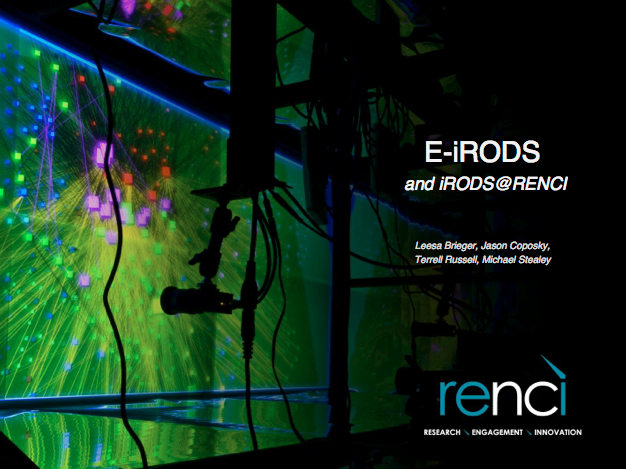 E-iRODS
and iRODS@RENCI
Leesa Brieger, Jason Coposky,
Terrell Russell, Michael Stealey
renci
RESEARCH ENGAGEMENT INNOVATION